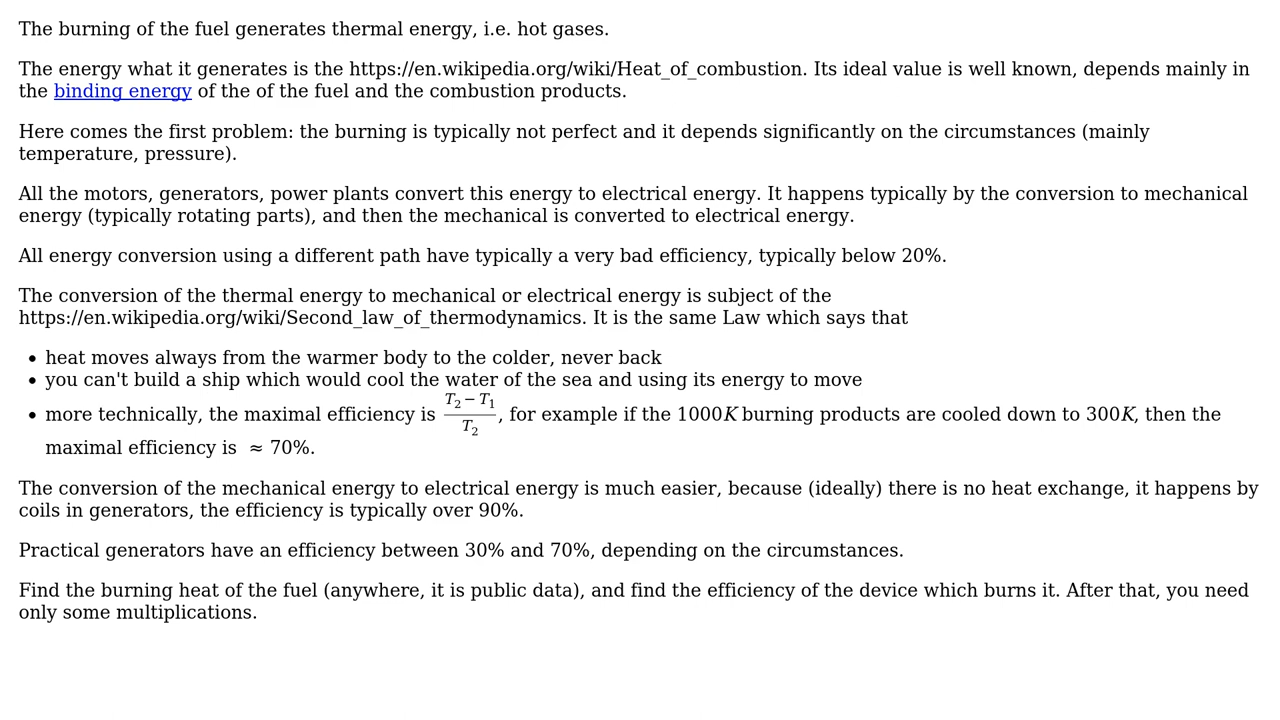 The burning of the fuel generates thermal energy, i.e. hot gases.
The energy what it generates is the https://en.wikipedia.org/wiki/Heat_of_combustion. Its ideal value is well known, depends mainly in
the binding energy of the of the fuel and the combustion products.
Here comes the first problem: the burning is typically not perfect and it depends significantly on the circumstances (mainly
temperature, pressure).
All the motors, generators, power plants convert this energy to electrical energy. It happens typically by the conversion to mechanical
energy (typically rotating parts), and then the mechanical is converted to electrical energy.
All energy conversion using a different path have typically a very bad efficiency, typically below 20%.
The conversion of the thermal energy to mechanical or electrical energy is subject of the
https://en.wikipedia.org/wiki/Second_law_of_thermodynamics. It is the same Law which says that
• heat moves always from the warmer body to the colder, never back
• you can't build a ship which would cool the water of the sea and using its energy to move
• more technically, the maximal efficiency is $\frac{T_2 - T_1}{T_2}$, for example if the 1000K burning products are cooled down to 300K, then the
maximal efficiency is ≈ 70%.
The conversion of the mechanical energy to electrical energy is much easier, because (ideally) there is no heat exchange, it happens by
coils in generators, the efficiency is typically over 90%.
Practical generators have an efficiency between 30% and 70%, depending on the circumstances.
Find the burning heat of the fuel (anywhere, it is public data), and find the efficiency of the device which burns it. After that, you need
only some multiplications.